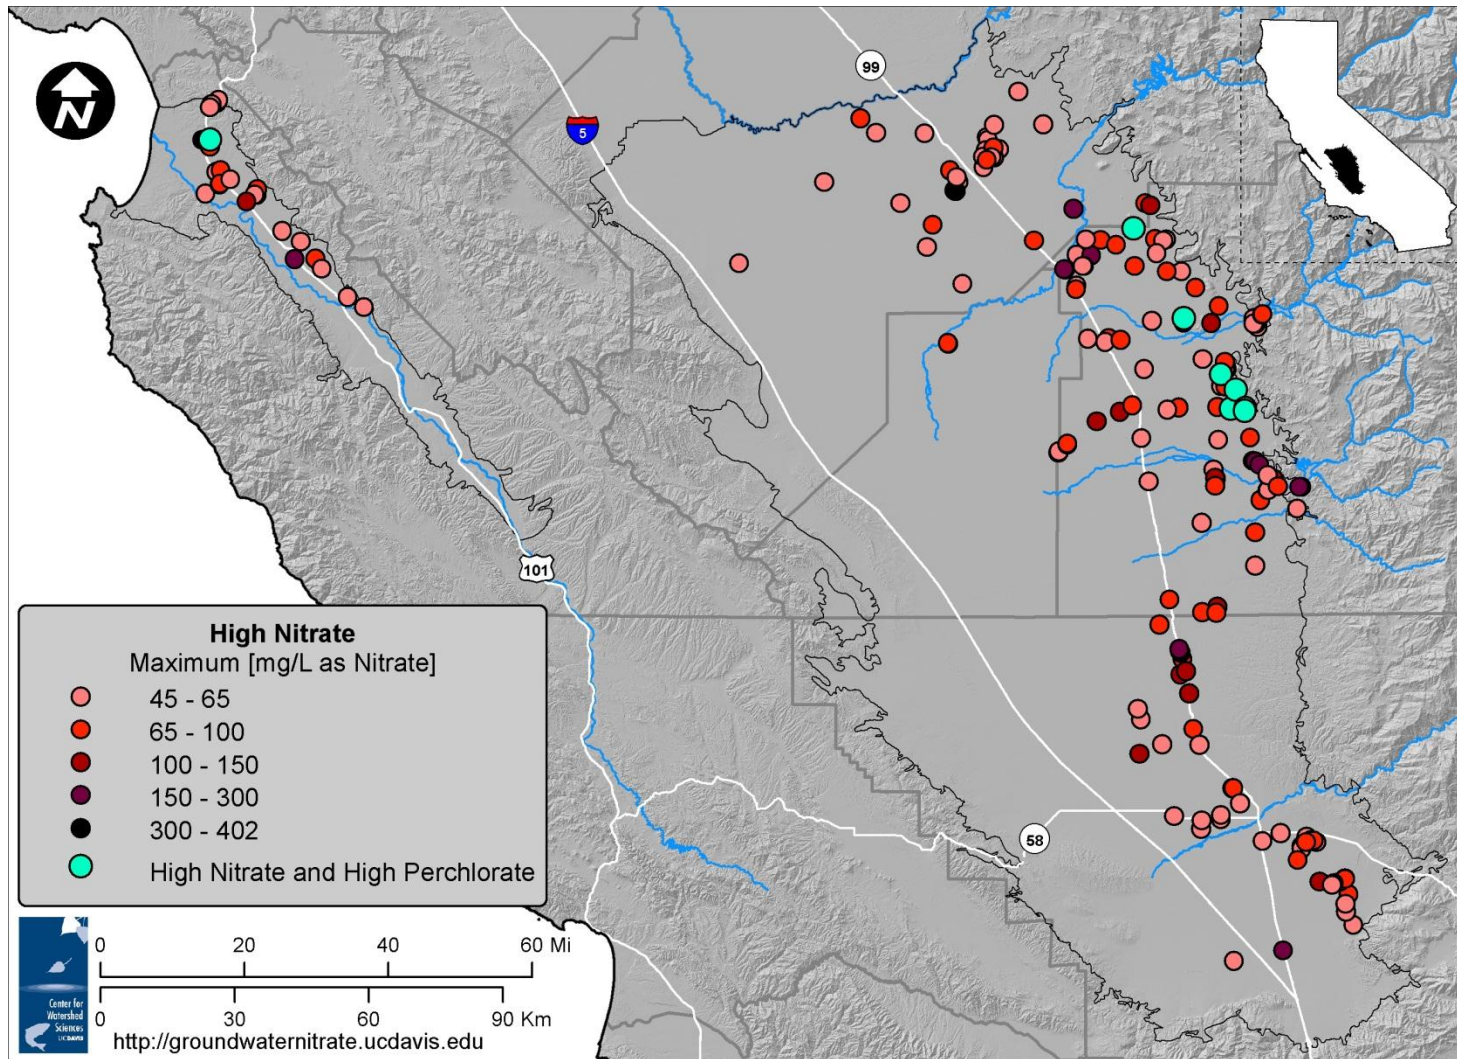 N
5
99
101
58
High Nitrate
Maximum [mg/L as Nitrate]
45 - 65
65 - 100
100 - 150
150 - 300
300 - 402
High Nitrate and High Perchlorate
Center for
Watershed
Sciences
UCDAVIS
0 20 40 60 Mi
0 30 60 90 Km
http://groundwaternitrate.ucdavis.edu